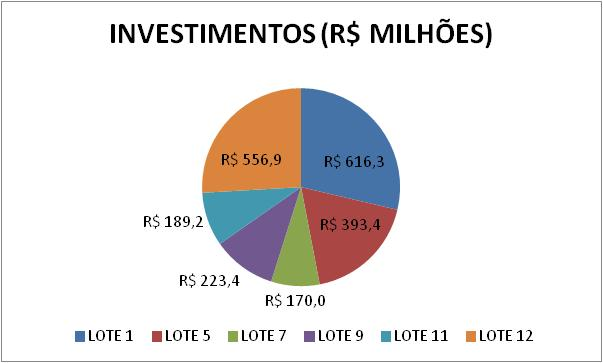 INVESTIMENTOS (R$ MILHÕES)
R$ 556,9
R$ 616,3
R$ 189,2
R$ 393,4
R$ 223,4
R$ 170,0
LOTE 1 LOTE 5 LOTE 7 LOTE 9 LOTE 11 LOTE 12